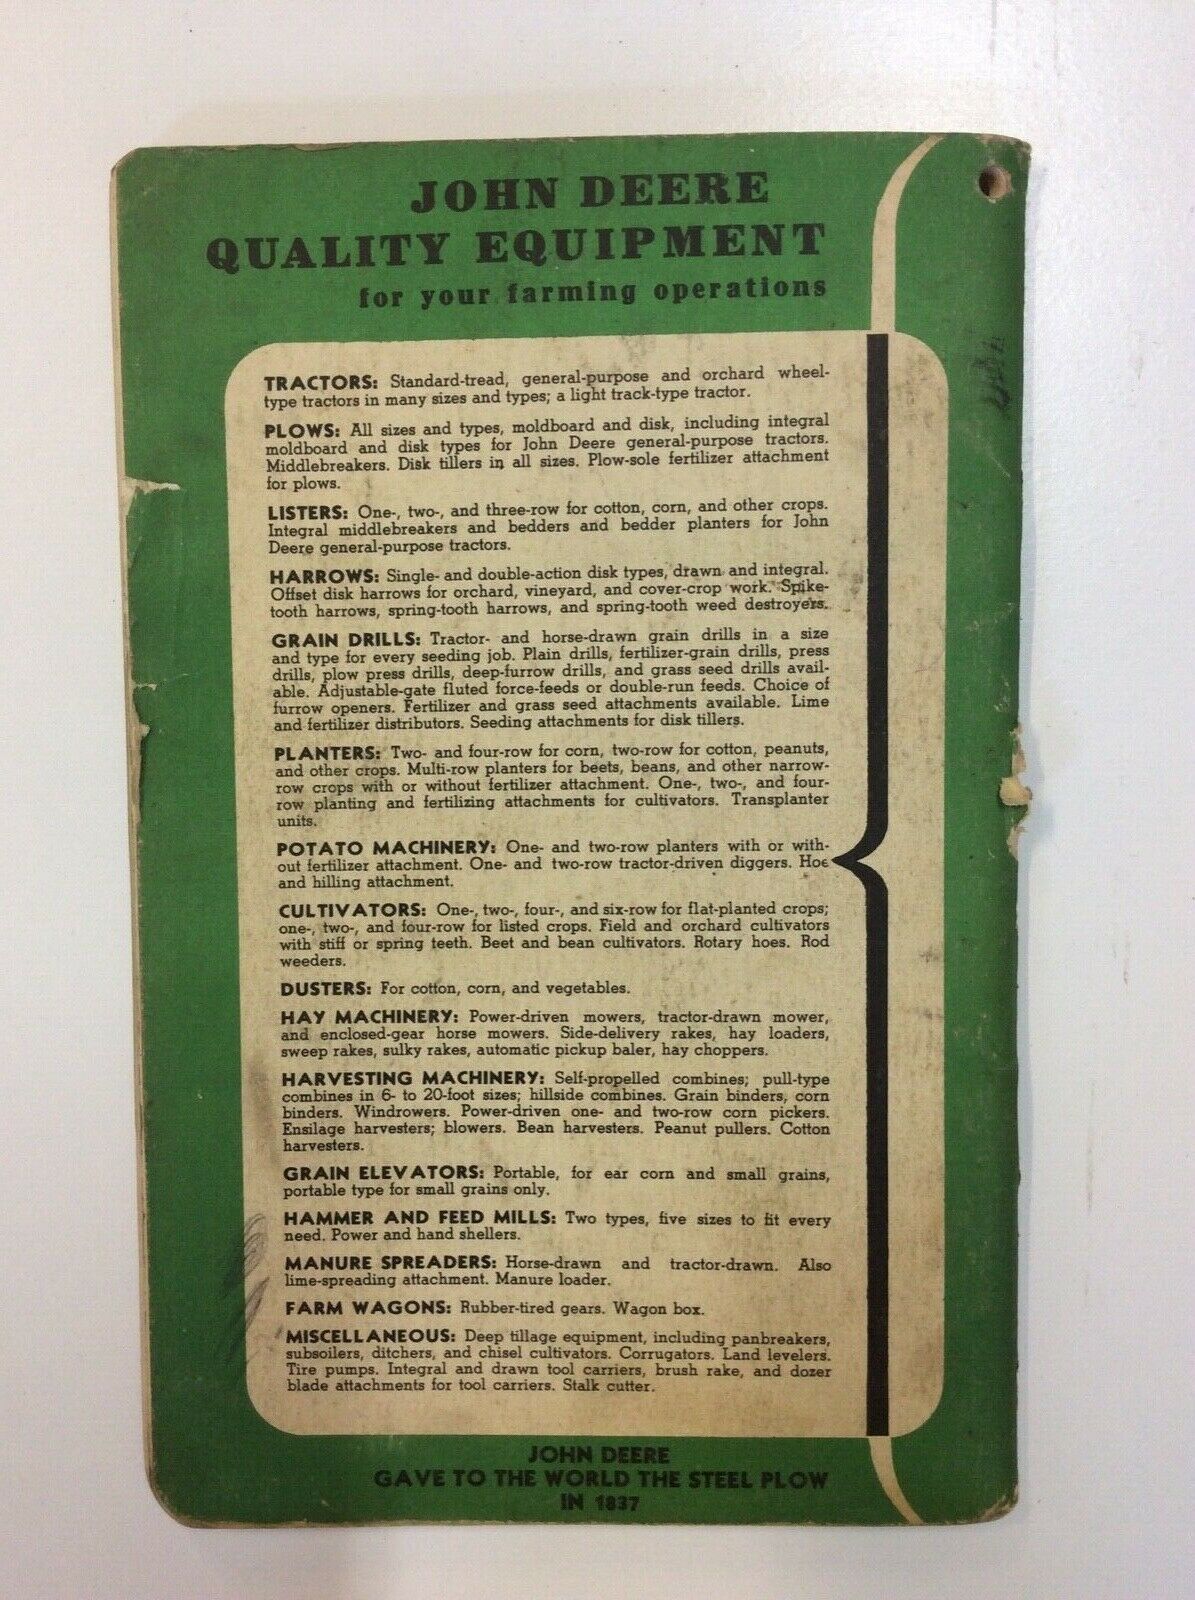 JOHN DEERE
QUALITY EQUIPMENT
for your farming operations
TRACTORS: Standard-tread, general-purpose and orchard wheel-
type tractors in many sizes and types; a light track-type tractor.
PLOWS: All sizes and types, moldboard and disk, including integral
moldboard and disk types for John Deere general-purpose tractors.
Middlebreakers. Disk tillers in all sizes. Plow-sole fertilizer attachment
for plows.
LISTERS: One-, two-, and three-row for cotton, corn, and other crops.
Integral middlebreakers and bedders and bedder planters for John
Deere general-purpose tractors.
HARROWS: Single- and double-action disk types, drawn and integral.
Offset disk harrows for orchard, vineyard, and cover-crop work. Spike-
tooth harrows, spring-tooth harrows, and spring-tooth weed destroyers.
GRAIN DRILLS: Tractor- and horse-drawn grain drills in a size
and type for every seeding job. Plain drills, fertilizer-grain drills, press
drills, plow press drills, deep-furrow drills, and grass seed drills avail-
able. Adjustable-gate fluted force-feeds or double-run feeds. Choice of
furrow openers. Fertilizer and grass seed attachments available. Lime
and fertilizer distributors. Seeding attachments for disk tillers.
PLANTERS: Two- and four-row for corn, two-row for cotton, peanuts,
and other crops. Multi-row planters for beets, beans, and other narrow-
row crops with or without fertilizer attachment. One-, two-, and four-
row planting and fertilizing attachments for cultivators. Transplanter
units.
POTATO MACHINERY: One- and two-row planters with or with-
out fertilizer attachment. One- and two-row tractor-driven diggers. Hoe
and hilling attachment.
CULTIVATORS: One-, two-, four-, and six-row for flat-planted crops;
one-, two-, and four-row for listed crops. Field and orchard cultivators
with stiff or spring teeth. Beet and bean cultivators. Rotary hoes. Rod
weeders.
DUSTERS: For cotton, corn, and vegetables.
HAY MACHINERY: Power-driven mowers, tractor-drawn mower,
and enclosed-gear horse mowers. Side-delivery rakes, hay loaders,
sweep rakes, sulky rakes, automatic pickup baler, hay choppers.
HARVESTING MACHINERY: Self-propelled combines; pull-type
combines in 6- to 20-foot sizes; hillside combines. Grain binders, corn
binders. Windrowers. Power-driven one- and two-row corn pickers.
Ensilage harvesters; blowers. Bean harvesters. Peanut pullers. Cotton
harvesters.
GRAIN ELEVATORS: Portable, for ear corn and small grains,
portable type for small grains only.
HAMMER AND FEED MILLS: Two types, five sizes to fit every
need. Power and hand shellers.
MANURE SPREADERS: Horse-drawn and tractor-drawn. Also
lime-spreading attachment. Manure loader.
FARM WAGONS: Rubber-tired gears. Wagon box.
MISCELLANEOUS: Deep tillage equipment, including panbreakers,
subsoilers, ditchers, and chisel cultivators. Corrugators. Land levelers.
Tire pumps. Integral and drawn tool carriers, brush rake, and dozer
blade attachments for tool carriers. Stalk cutter.
JOHN DEERE
GAVE TO THE WORLD THE STEEL PLOW
IN 1837